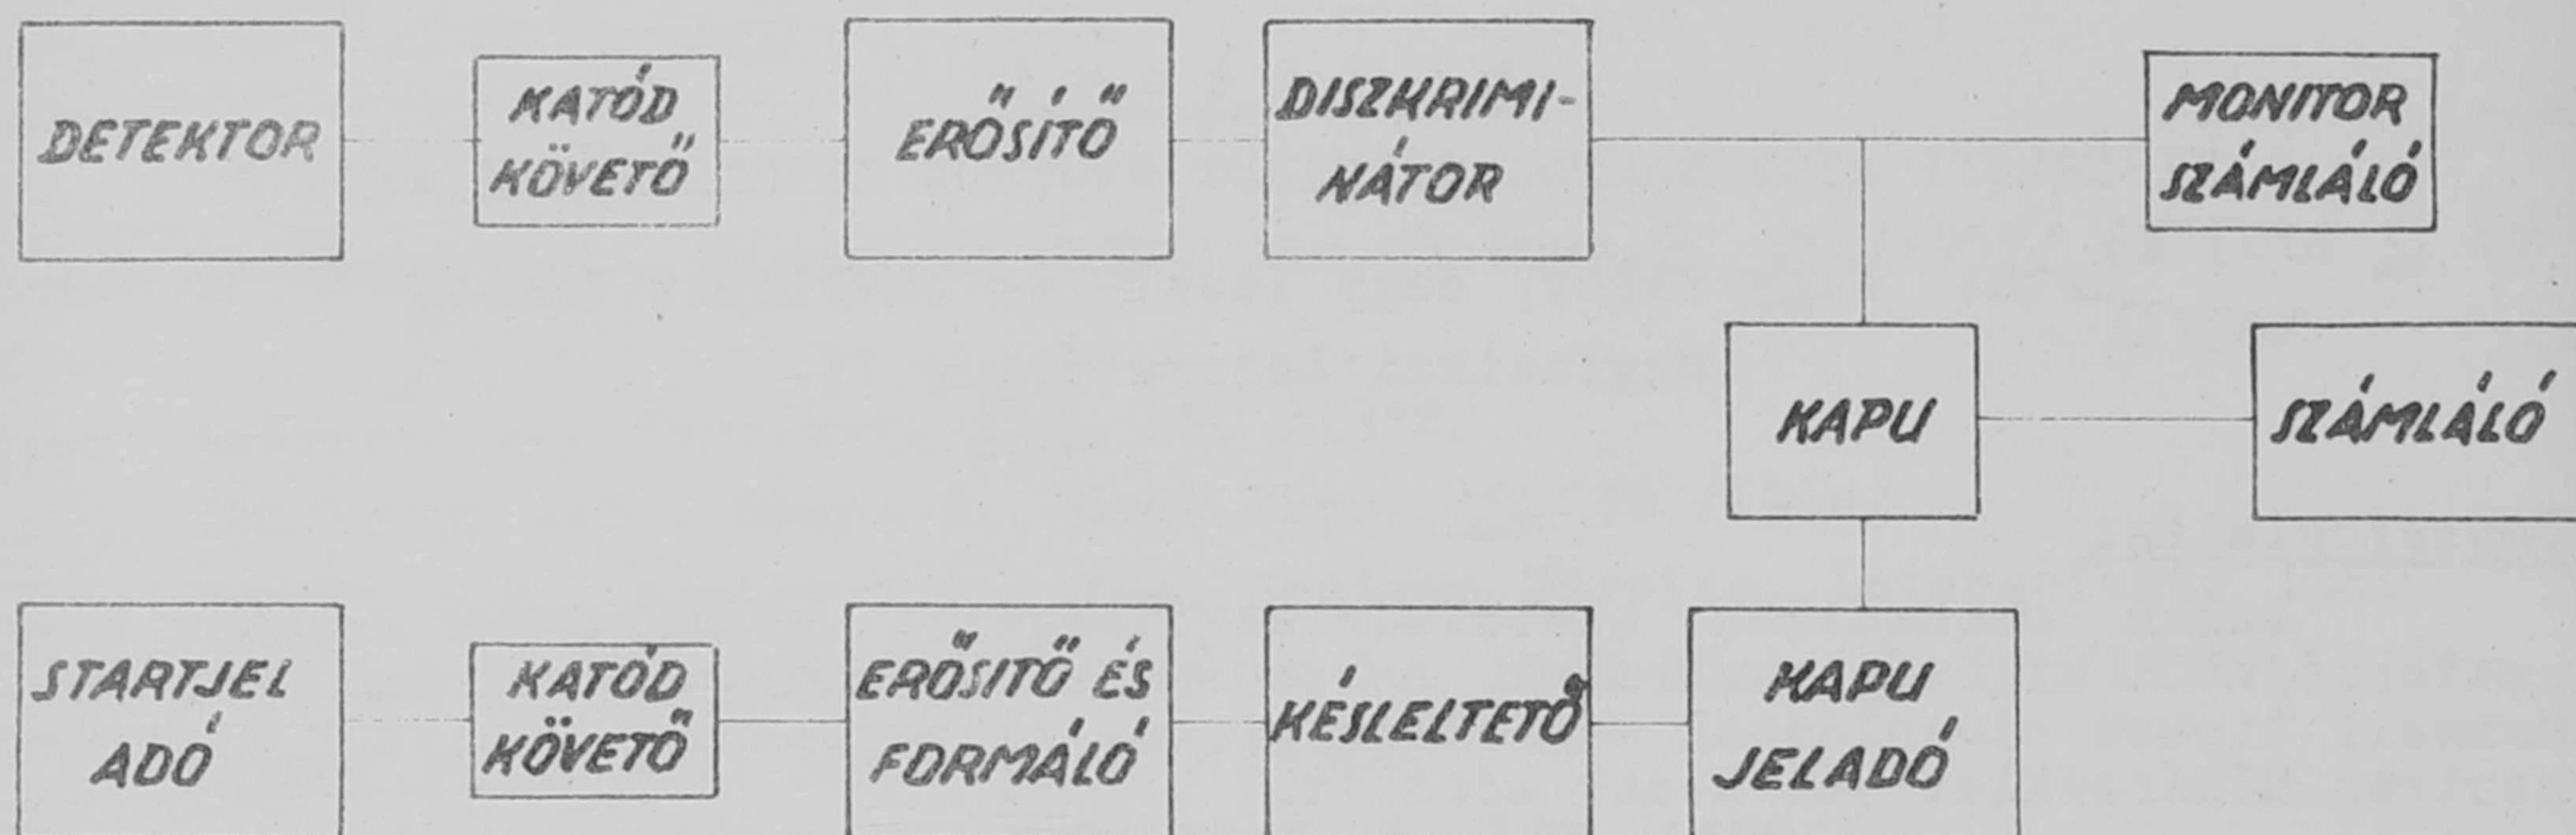 DETEKTOR
KATÓD
KÖVETŐ
ERŐSÍTŐ
DISZKRIMI-
NÁTOR
MONITOR
SZÁMLÁLÓ
KAPU
SZÁMLÁLÓ
STARTJEL
ADÓ
KATÓD
KÖVETŐ
ERŐSITŐ ÉS
FORMÁLÓ
KÉSLELTETŐ
KAPU
JELADÓ